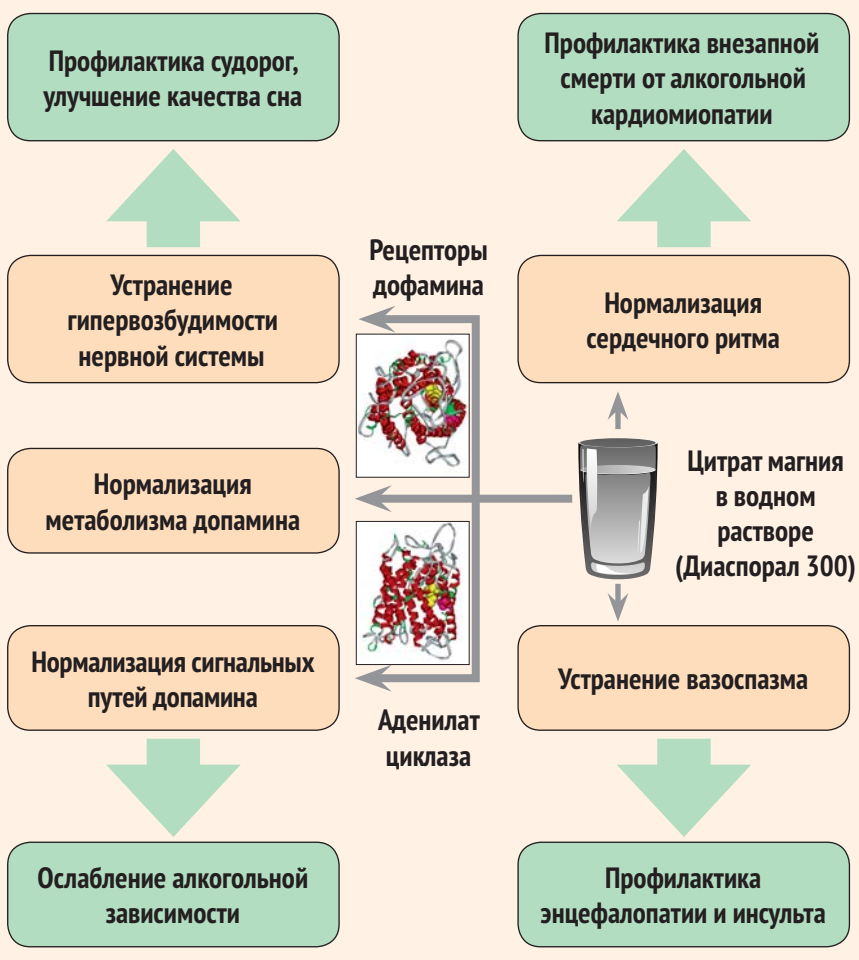 Профилактика судорог,
улучшение качества сна
Профилактика внезапной
смерти от алкогольной
кардиомиопатии
Устранение
гипервозбудимости
нервной системы
Рецепторы
дофамина
Нормализация
сердечного ритма
Нормализация
метаболизма допамина
Цитрат магния
в водном
растворе
(Диаспорал 300)
Нормализация сигнальных
путей допамина
Аденилат
циклаза
Устранение вазоспазма
Ослабление алкогольной
зависимости
Профилактика
энцефалопатии и инсульта